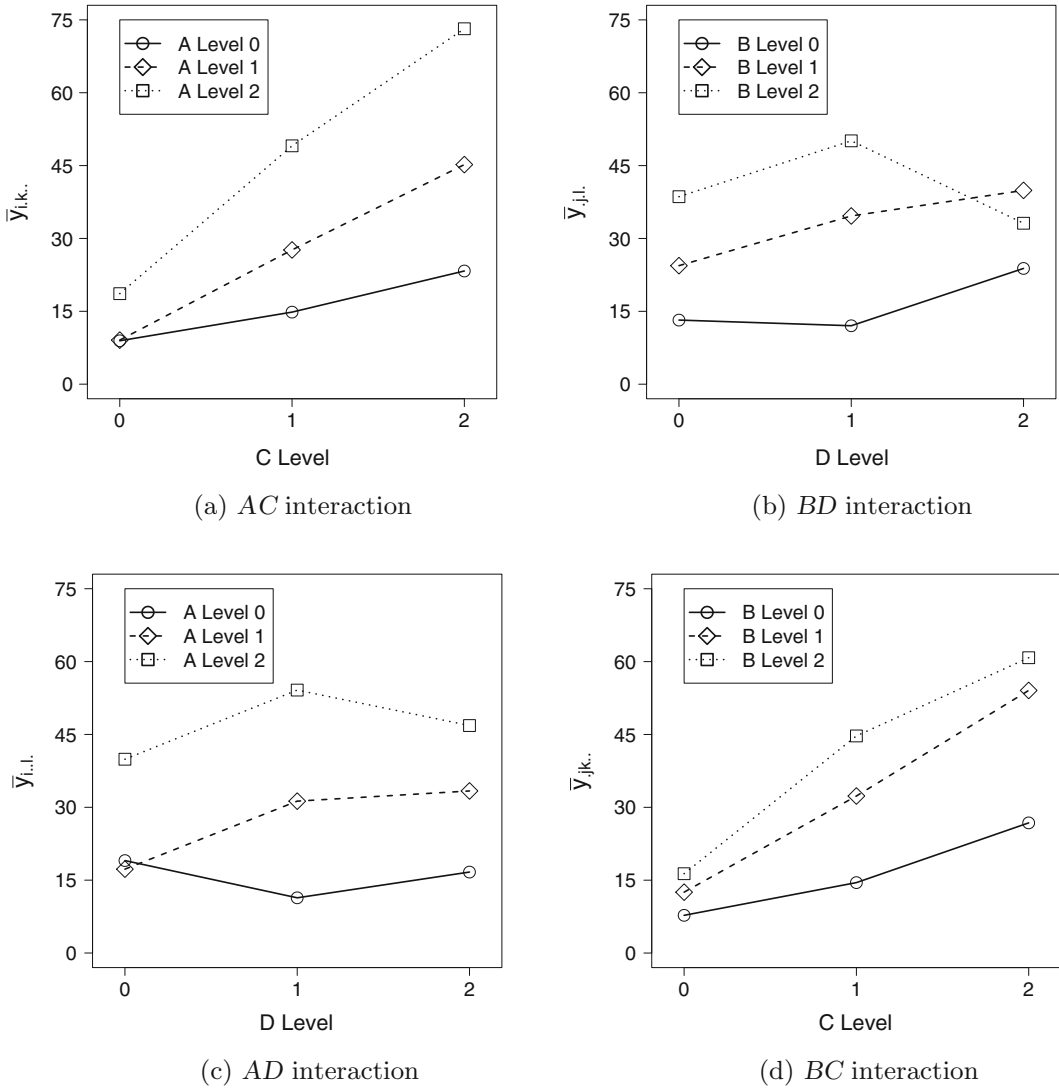 75
60
45
30
15
0
A Level 0
A Level 1
A Level 2
y̅i.k..
0 1 2
C Level
(a) AC interaction
75
60
45
30
15
0
B Level 0
B Level 1
B Level 2
y̅.j.l.
0 1 2
D Level
(b) BD interaction
75
60
45
30
15
0
A Level 0
A Level 1
A Level 2
y̅i..l.
0 1 2
D Level
(c) AD interaction
75
60
45
30
15
0
B Level 0
B Level 1
B Level 2
y̅.jk..
0 1 2
C Level
(d) BC interaction